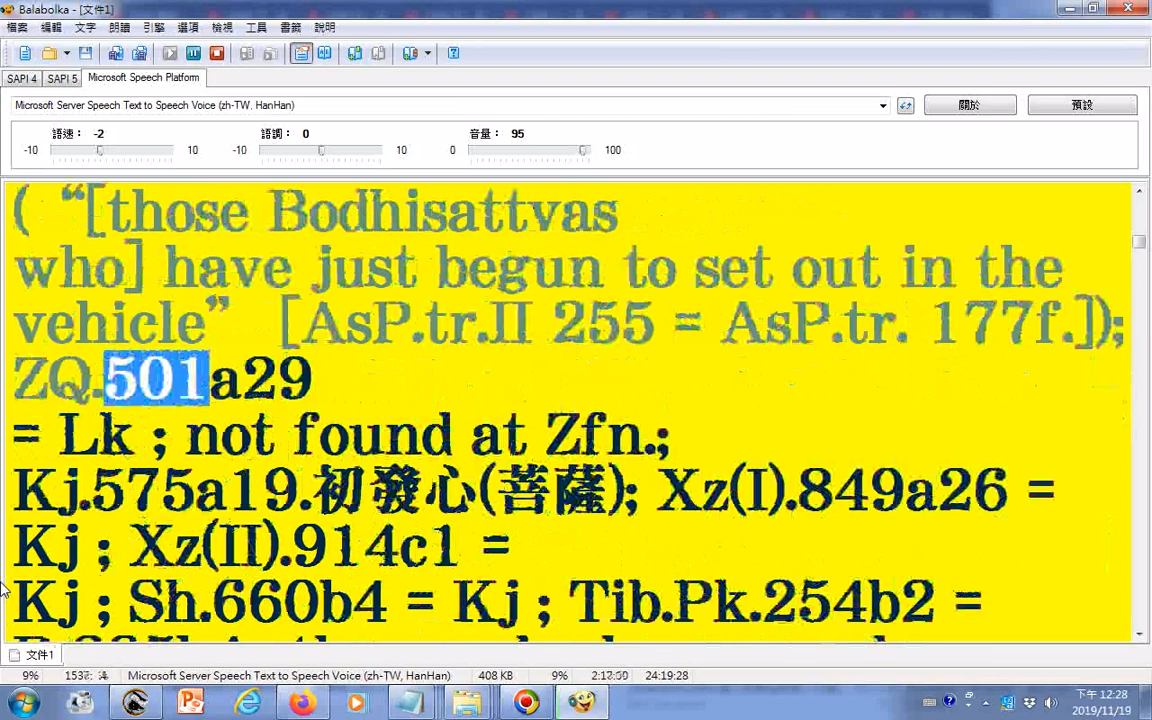 Balabolka - [文件1]
檔案 編輯 文字 朗讀 引擎 選項 檢視 工具 書籤 說明
SAPI 4 SAPI 5 Microsoft Speech Platform
Microsoft Server Speech Text to Speech Voice (zh-TW, HanHan) 關於 預設
語速： -2 語調： 0 音量： 95
-10 10 -10 10 0 100
( “[those Bodhisattvas
who] have just begun to set out in the
vehicle” [AsP.tr.II 255 = AsP.tr. 177f.]);
ZQ.501a29
= Lk ; not found at Zfn.;
Kj.575a19.初發心(菩薩); Xz(I).849a26 =
Kj ; Xz(II).914c1 =
Kj ; Sh.660b4 = Kj ; Tib.Pk.254b2 =
文件1
9% Microsoft Server Speech Text to Speech Voice (zh-TW, HanHan) 408 KB 9% 24:19:28
下午 12:28
2019/11/19